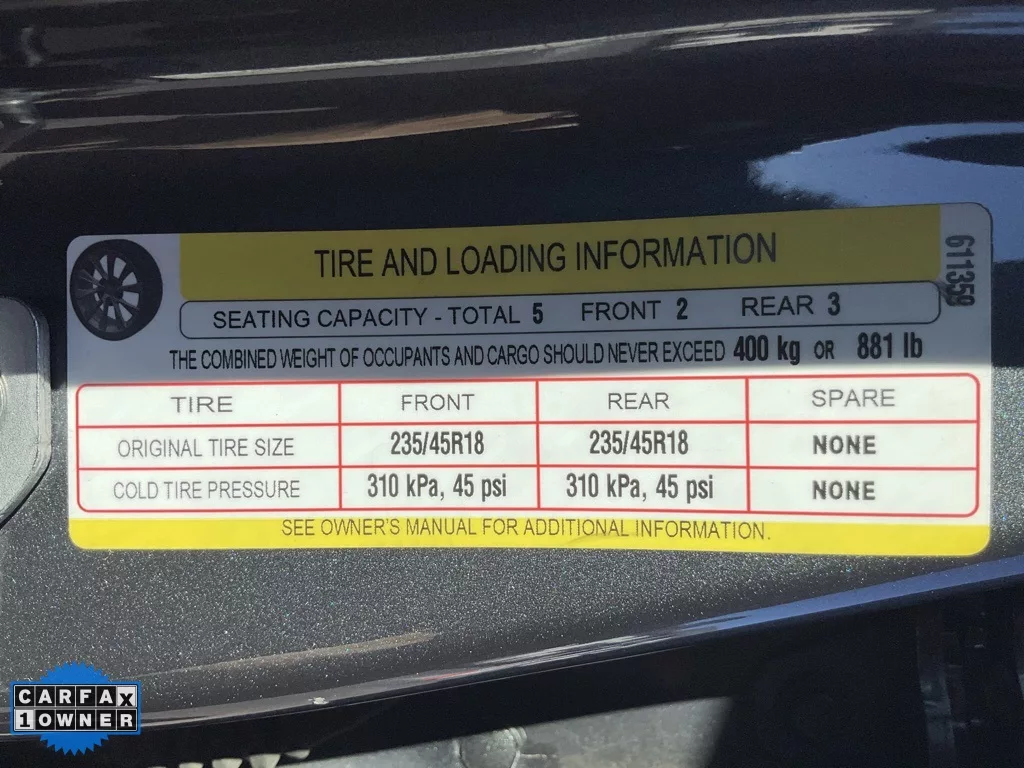 TIRE AND LOADING INFORMATION
611359
SEATING CAPACITY - TOTAL 5 FRONT 2 REAR 3
THE COMBINED WEIGHT OF OCCUPANTS AND CARGO SHOULD NEVER EXCEED 400 kg OR 881 lb
TIRE FRONT REAR SPARE
ORIGINAL TIRE SIZE 235/45R18 235/45R18 NONE
COLD TIRE PRESSURE 310 kPa, 45 psi 310 kPa, 45 psi NONE
SEE OWNER'S MANUAL FOR ADDITIONAL INFORMATION.
CARFAX
1 OWNER